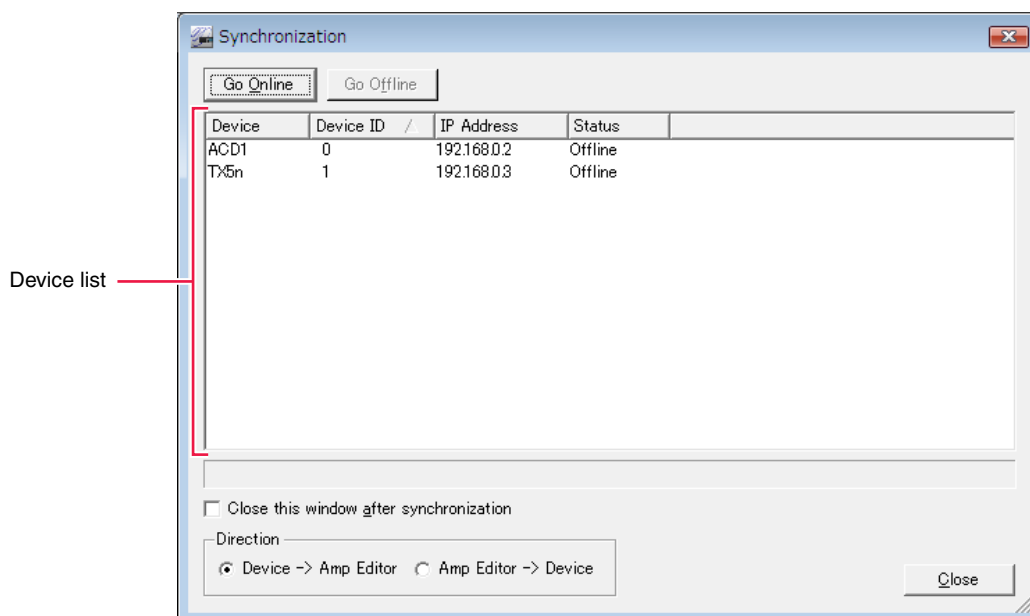 Synchronization
Go Online Go Offline
Device Device ID IP Address Status
ACD1 0 192.168.0.2 Offline
TX5n 1 192.168.0.3 Offline
Device list
Close this window after synchronization
Direction
Device -> Amp Editor Amp Editor -> Device
Close